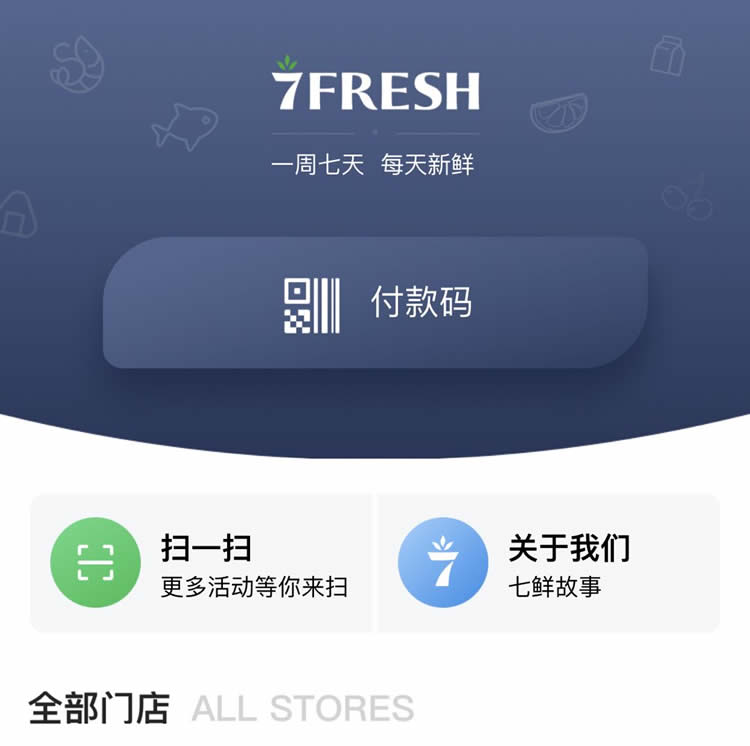 7FRESH
一周七天 每天新鲜
付款码
扫一扫
更多活动等你来扫
关于我们
七鲜故事
全部门店 ALL STORES